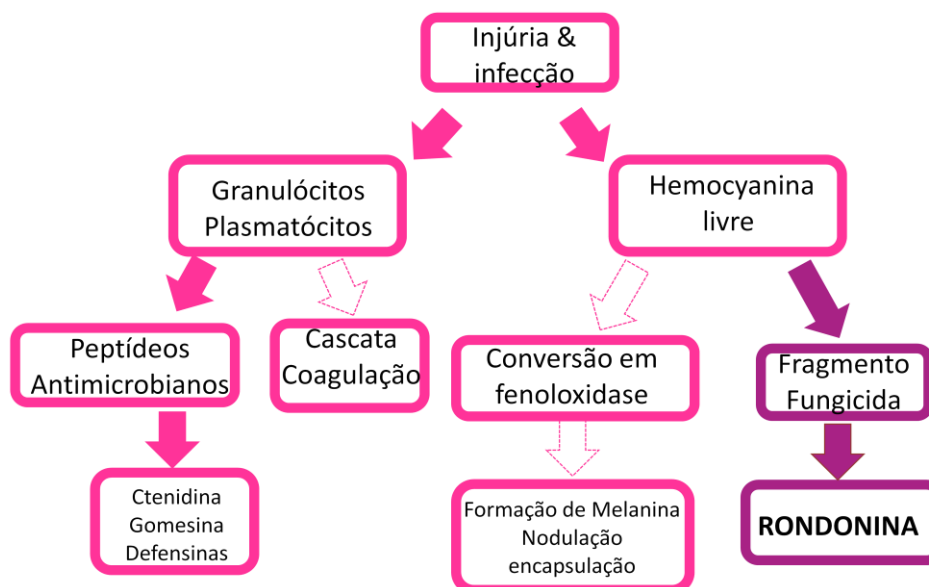 Injúria &
infecção
Granulócitos
Plasmatócitos
Hemocyanina
livre
Peptídeos
Antimicrobianos
Cascata
Coagulação
Conversão em
fenoloxidase
Fragmento
Fungicida
Ctenidina
Gomesina
Defensinas
Formação de Melanina
Nodulação
encapsulação
RONDONINA